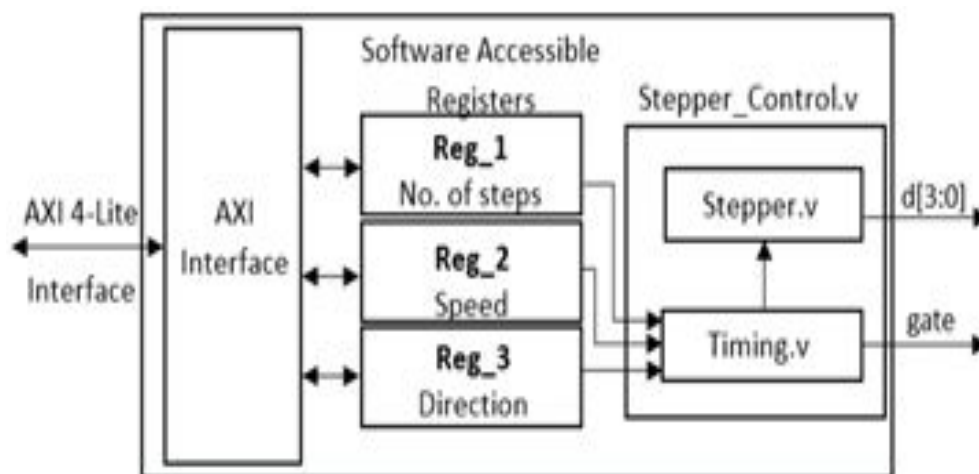 Software Accessible
Registers
Stepper_Control.v
Reg_1
No. of steps
Stepper.v
d[3:0]
AXI 4-Lite
Interface
AXI
Interface
Reg_2
Speed
Timing.v
gate
Reg_3
Direction